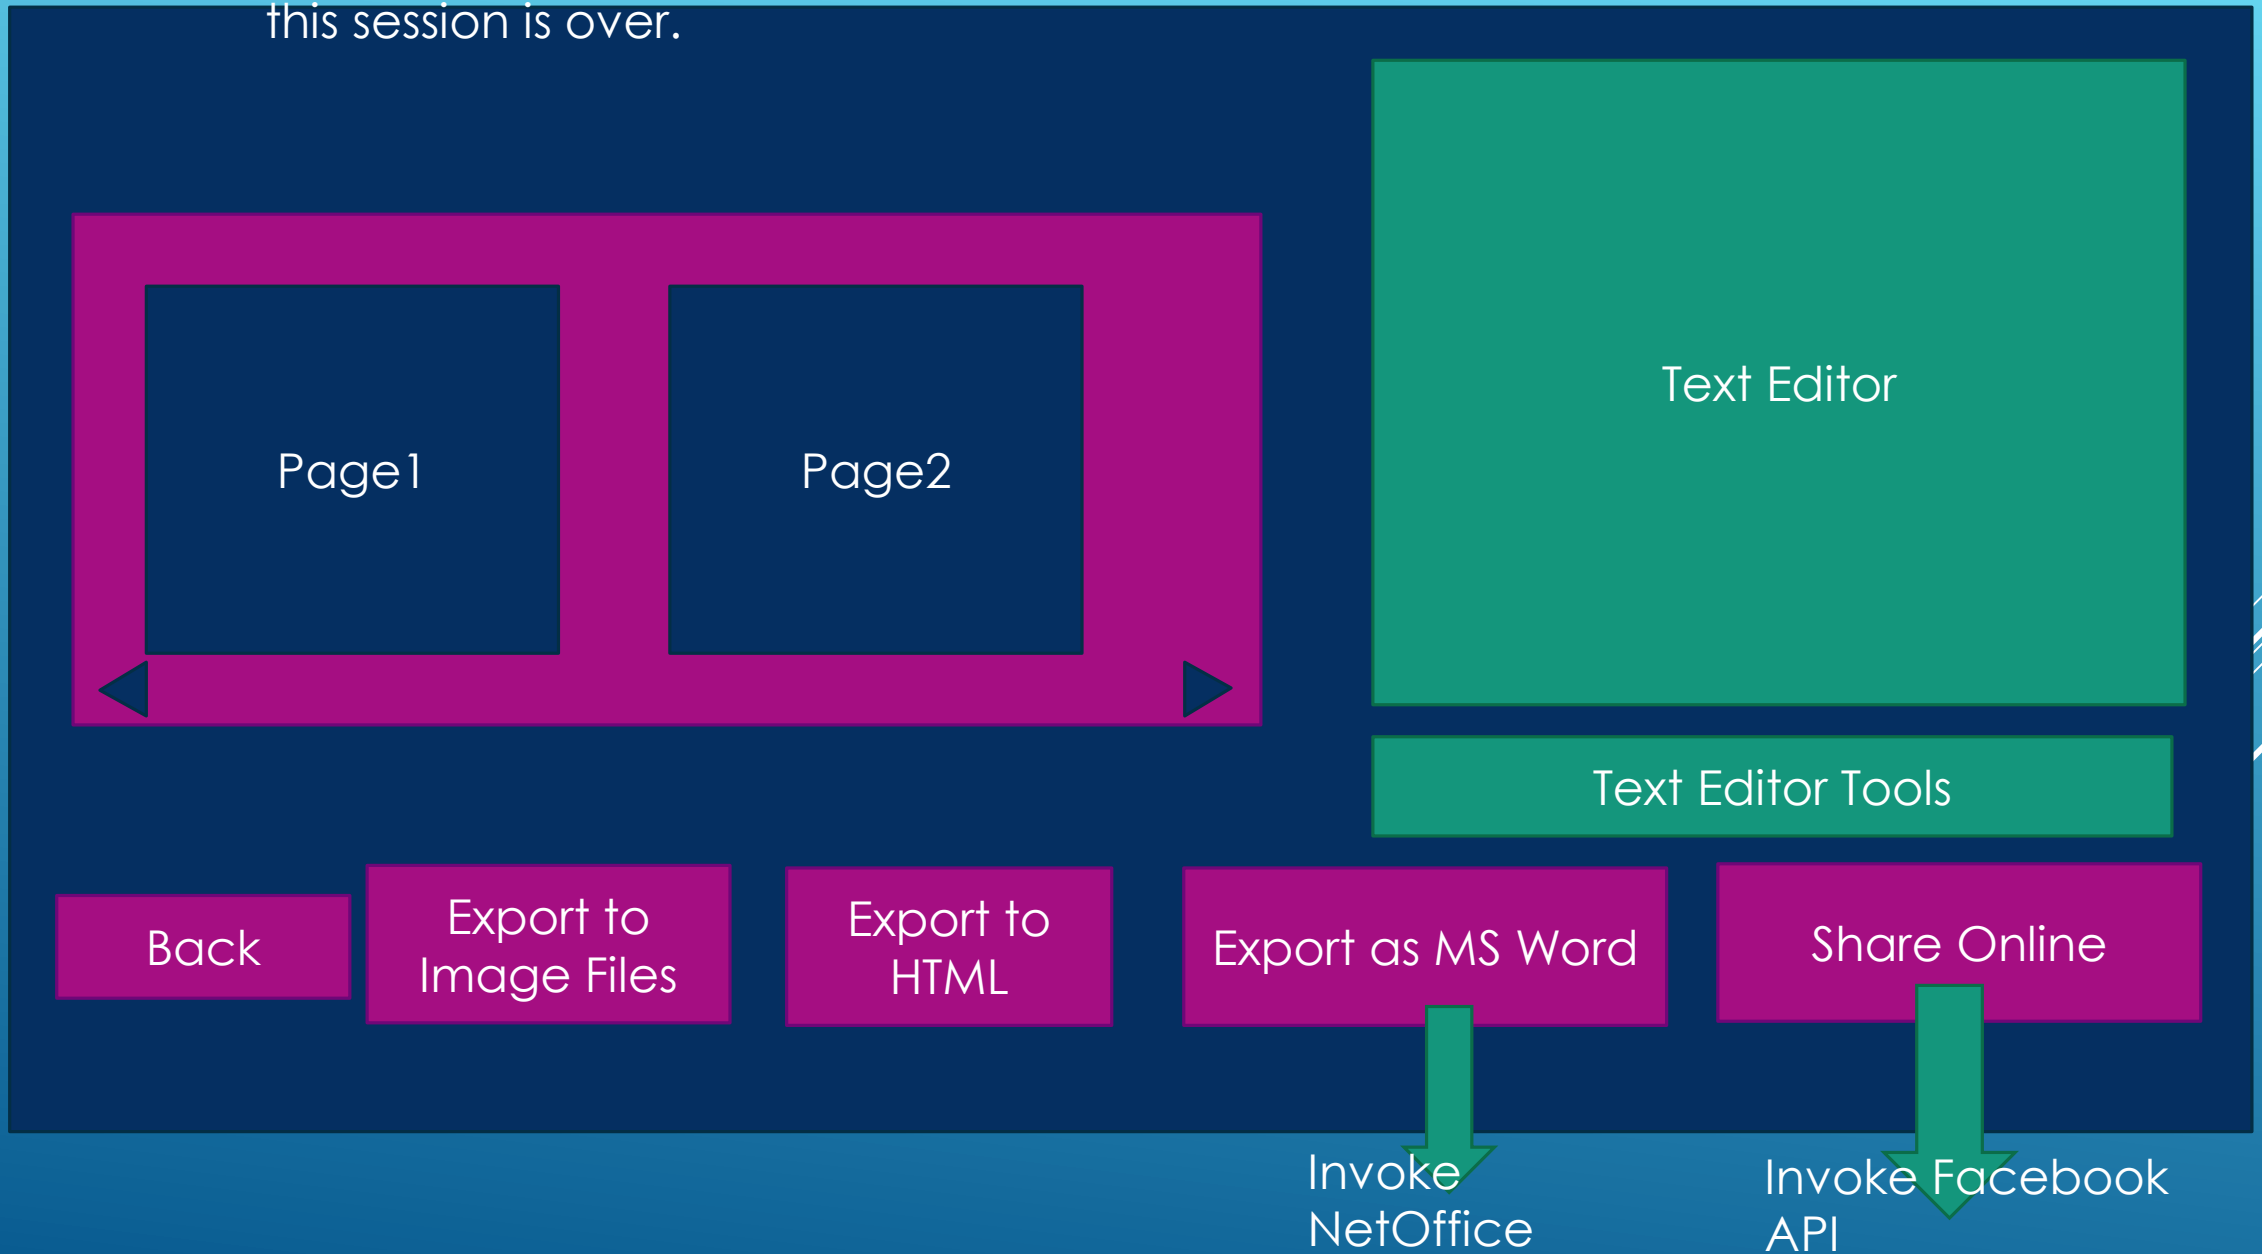 this session is over.
Text Editor
Page1
Page2
Text Editor Tools
Back
Export to
Image Files
Export to
HTML
Export as MS Word
Share Online
Invoke
NetOffice
Invoke Facebook
API